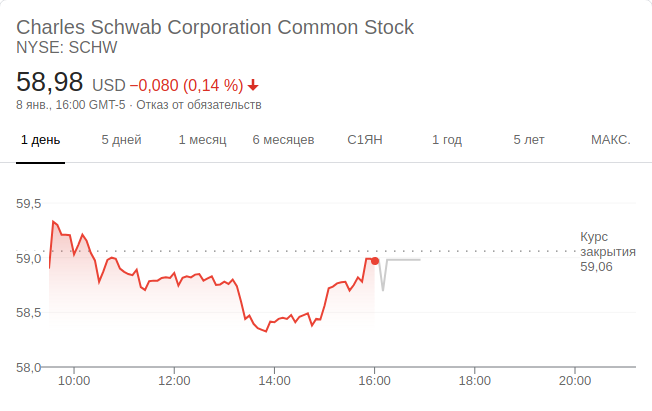 Charles Schwab Corporation Common Stock
NYSE: SCHW
58,98 USD −0,080 (0,14 %)
8 янв., 16:00 GMT-5 · Отказ от обязательств
1 день 5 дней 1 месяц 6 месяцев С1ЯН 1 год 5 лет МАКС.
59,5
Курс
закрытия
59,06
59,0
58,5
58,0
10:00 12:00 14:00 16:00 18:00 20:00